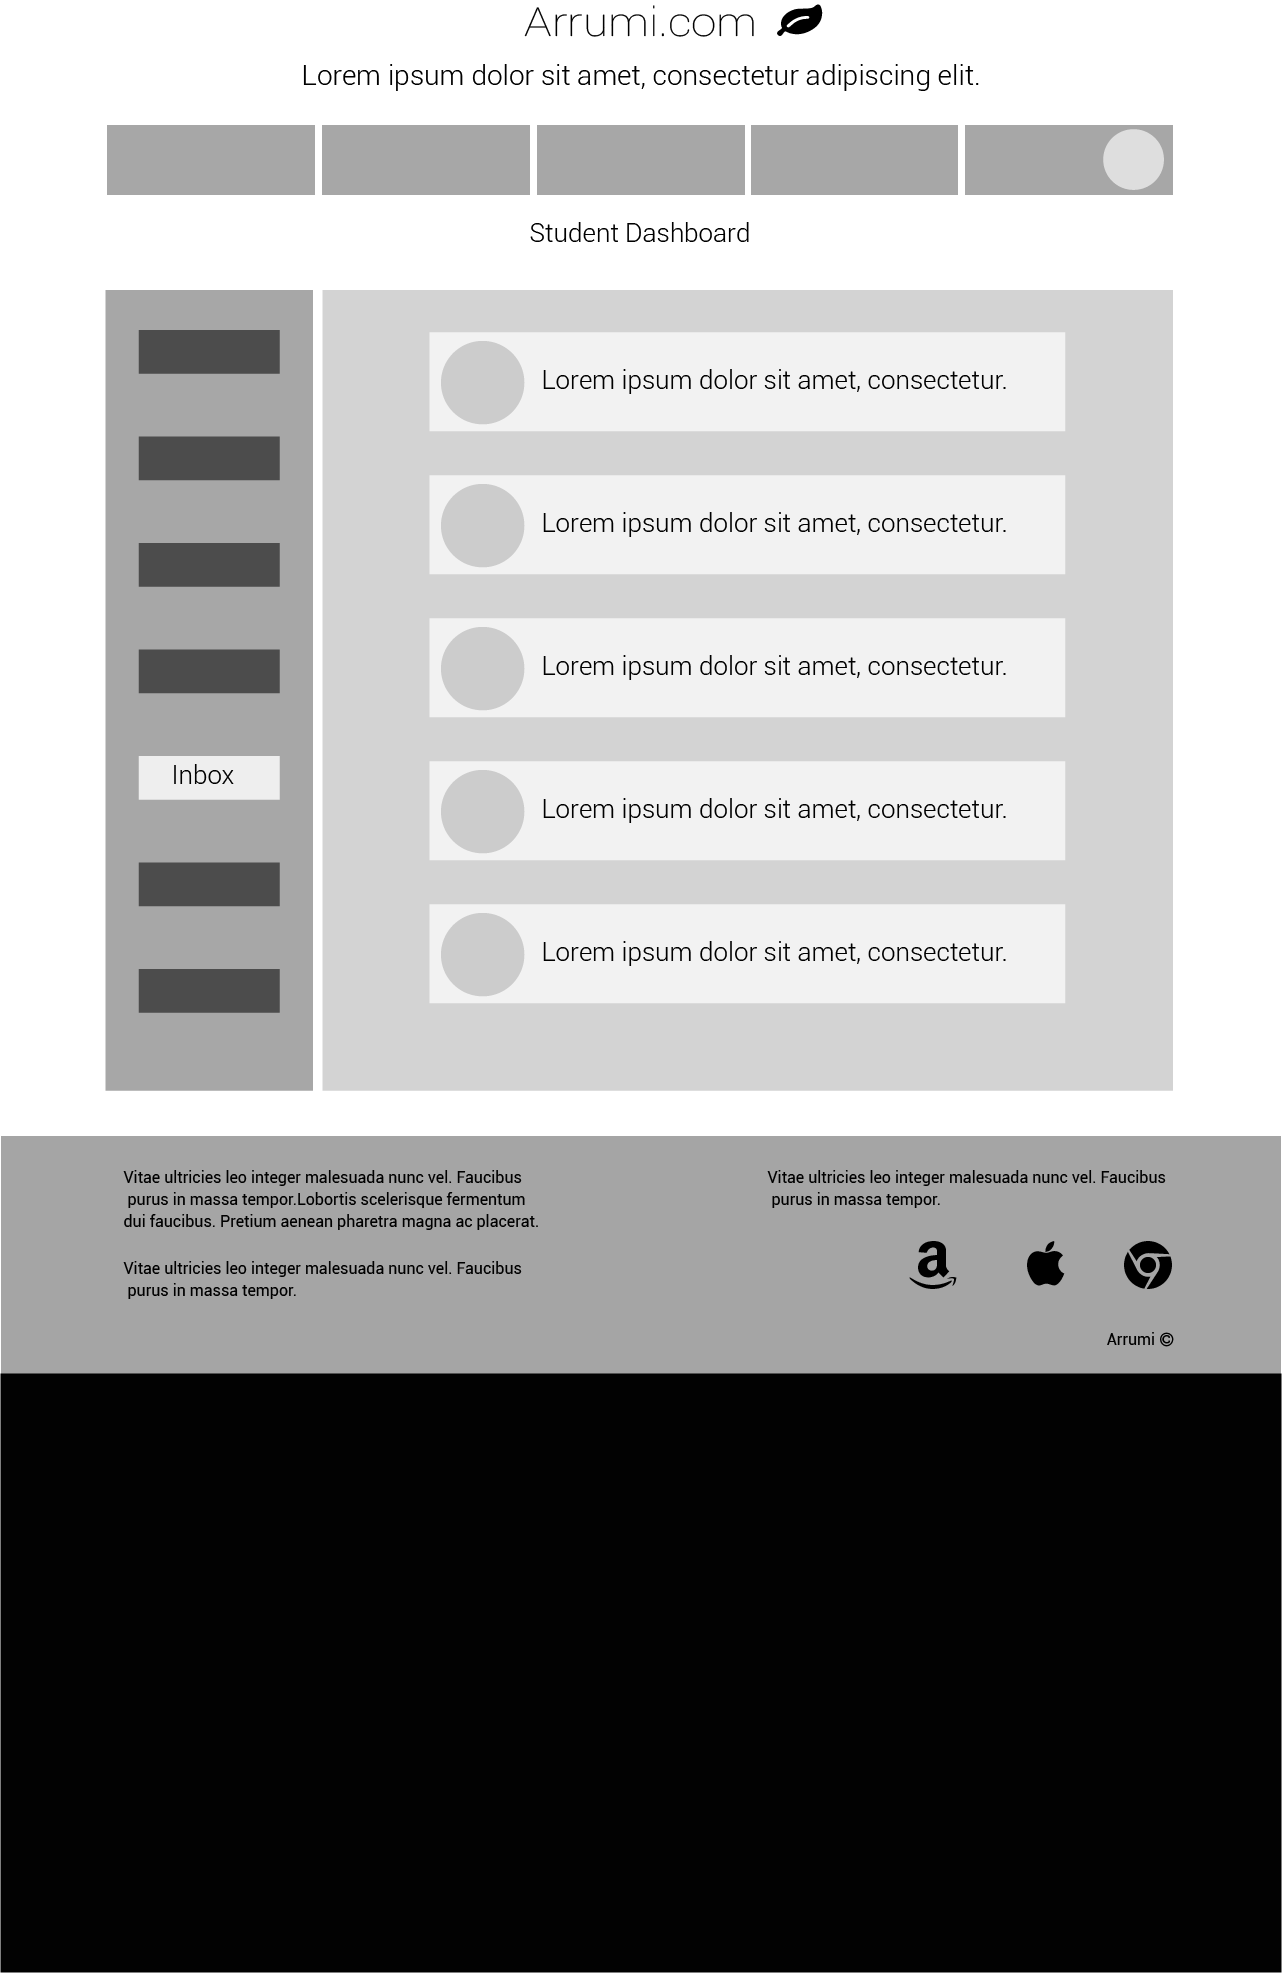 Arrumi.com
Lorem ipsum dolor sit amet, consectetur adipiscing elit.
Student Dashboard
Lorem ipsum dolor sit amet, consectetur.
Lorem ipsum dolor sit amet, consectetur.
Lorem ipsum dolor sit amet, consectetur.
Inbox
Lorem ipsum dolor sit amet, consectetur.
Lorem ipsum dolor sit amet, consectetur.
Vitae ultricies leo integer malesuada nunc vel. Faucibus
purus in massa tempor.Lobortis scelerisque fermentum
dui faucibus. Pretium aenean pharetra magna ac placerat.
Vitae ultricies leo integer malesuada nunc vel. Faucibus
purus in massa tempor.
Vitae ultricies leo integer malesuada nunc vel. Faucibus
purus in massa tempor.
Arrumi ©